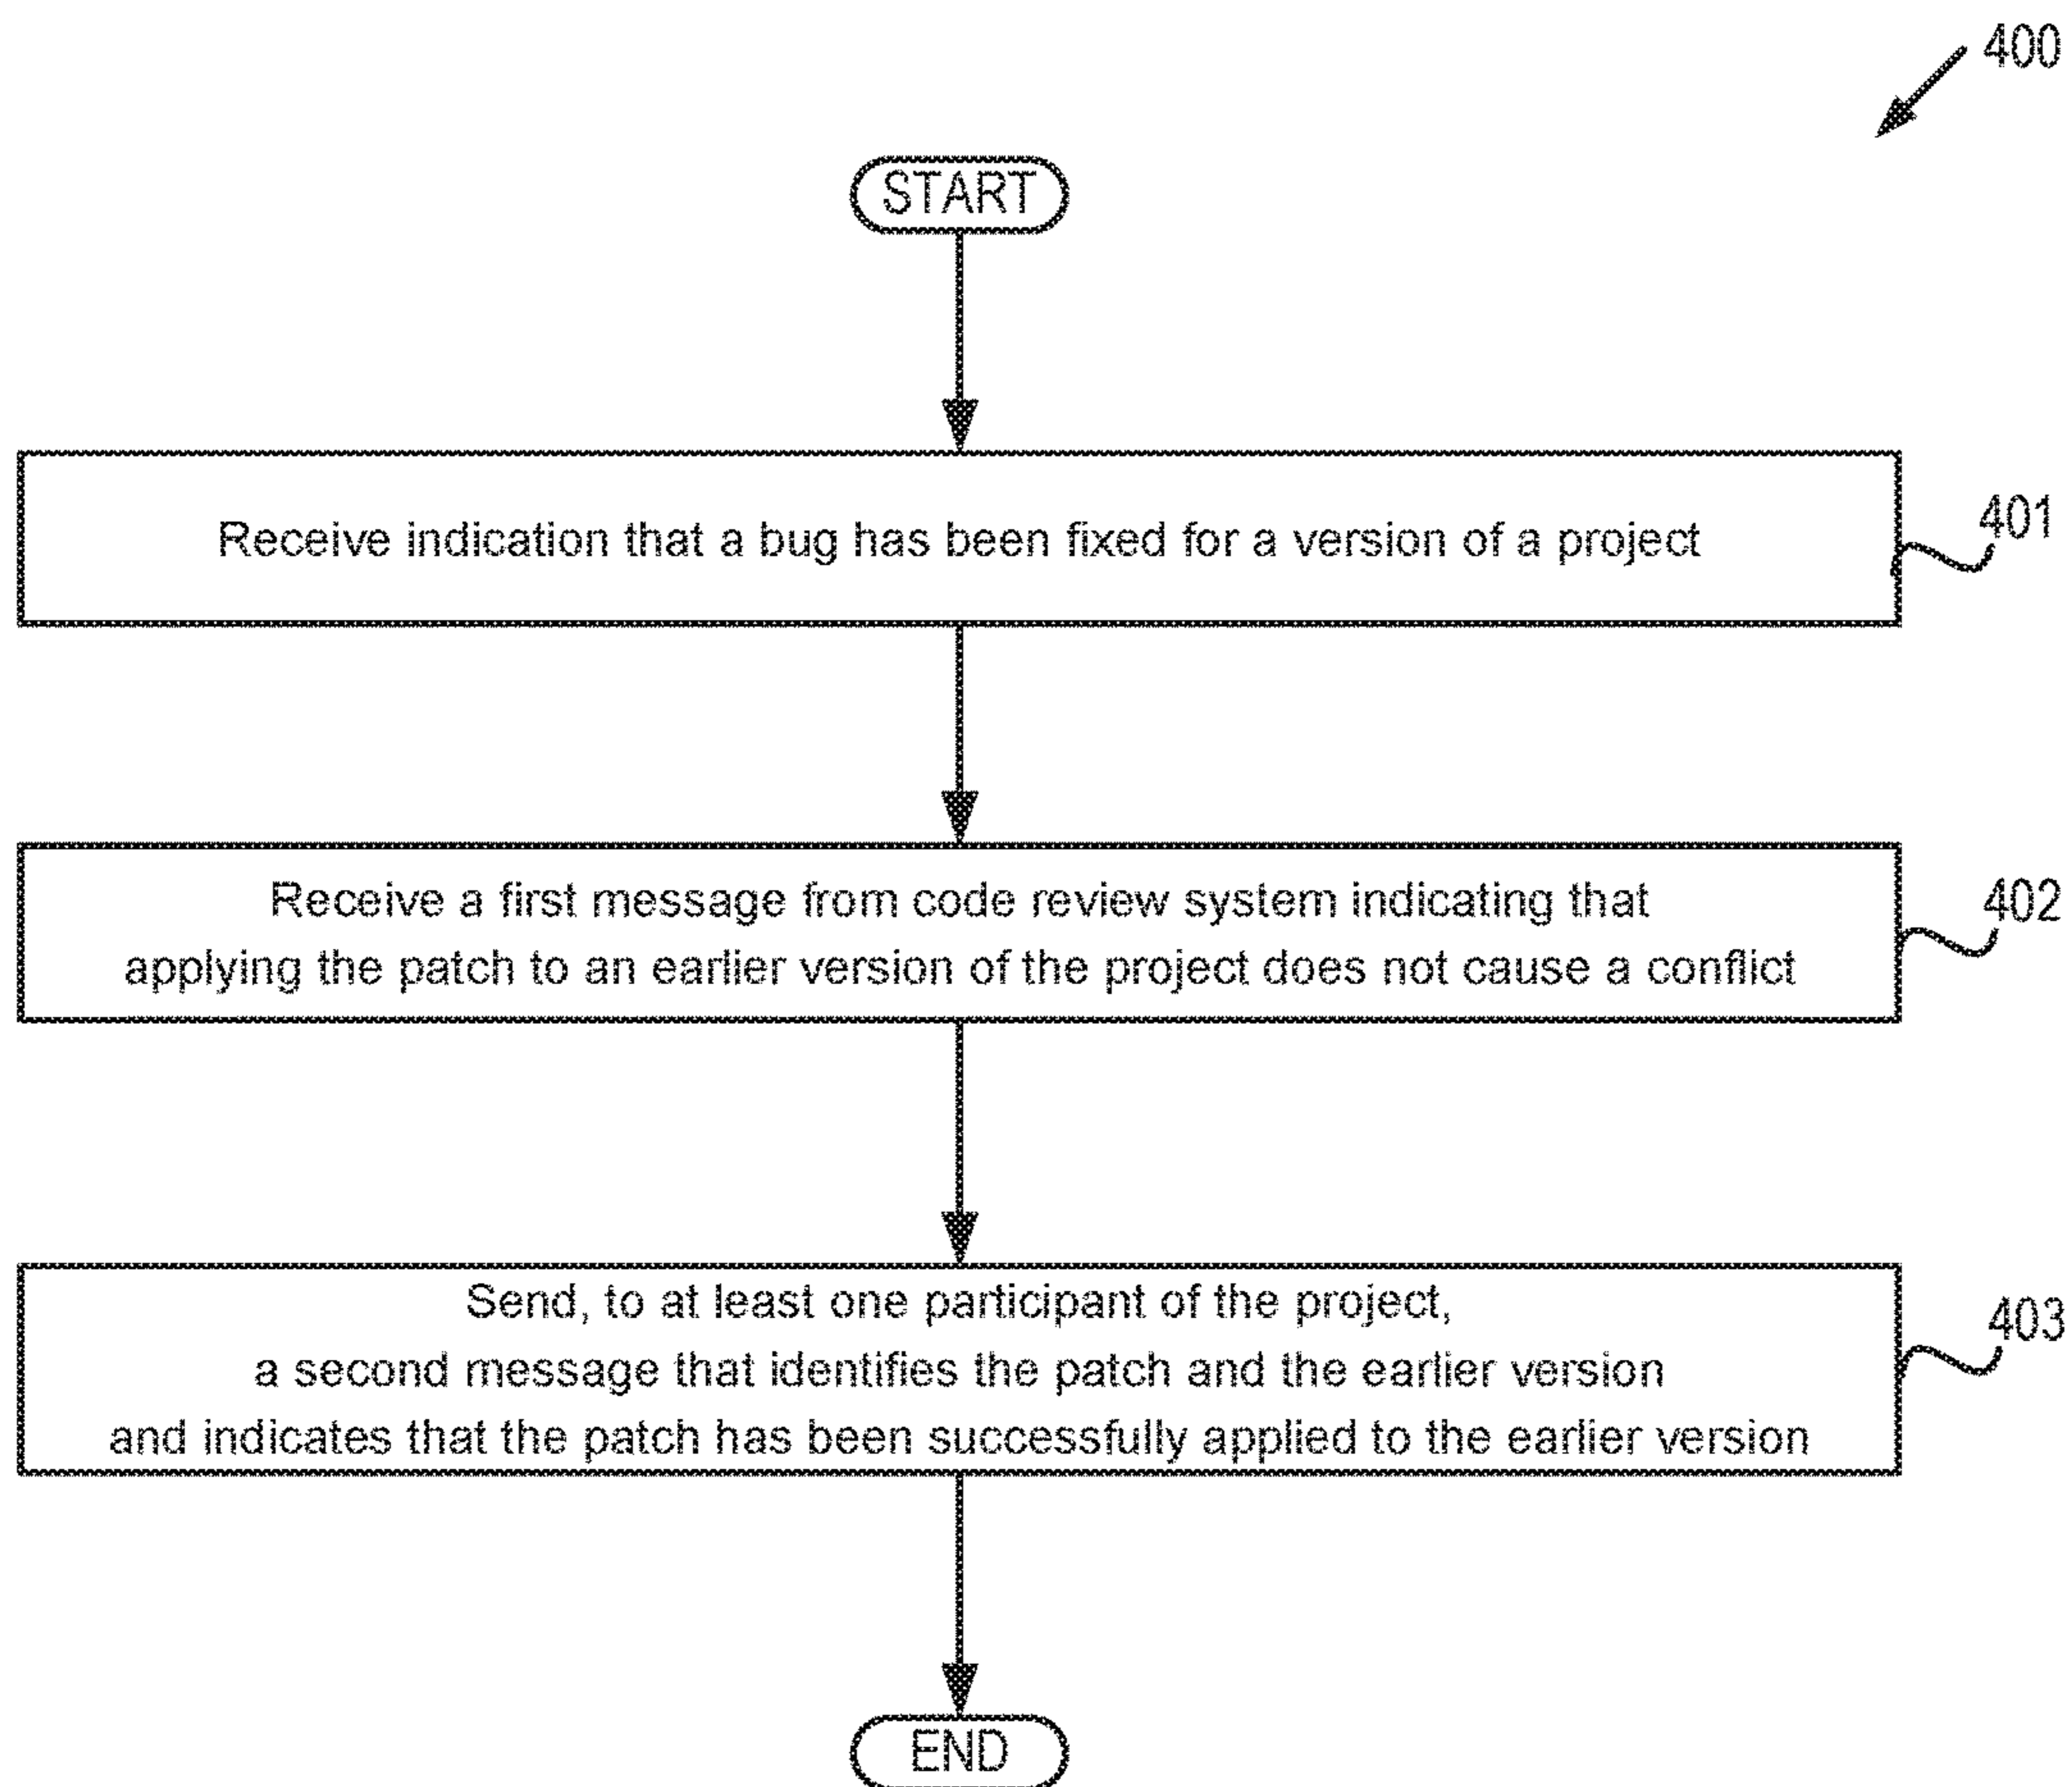 400
START
Receive indication that a bug has been fixed for a version of a project
401
Receive a first message from code review system indicating that
applying the patch to an earlier version of the project does not cause a conflict
402
Send, to at least one participant of the project,
a second message that identifies the patch and the earlier version
and indicates that the patch has been successfully applied to the earlier version
403
END